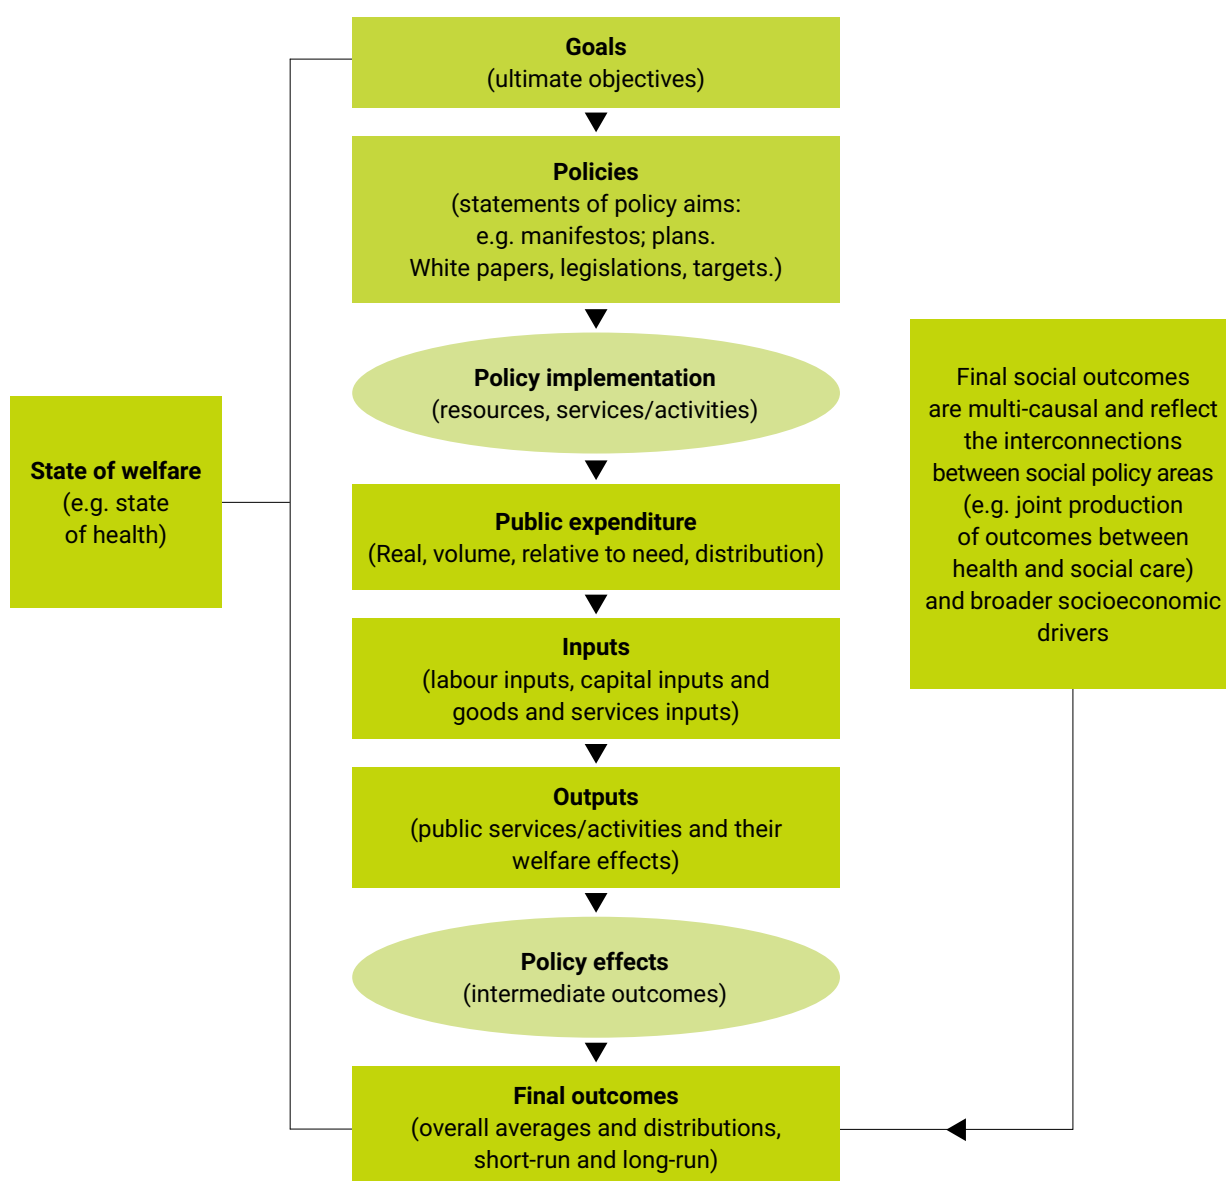 Goals
(ultimate objectives)
Policies
(statements of policy aims:
e.g. manifestos; plans.
White papers, legislations, targets.)
Policy implementation
(resources, services/activities)
State of welfare
(e.g. state
of health)
Public expenditure
(Real, volume, relative to need, distribution)
Inputs
(labour inputs, capital inputs and
goods and services inputs)
Outputs
(public services/activities and their
welfare effects)
Policy effects
(intermediate outcomes)
Final outcomes
(overall averages and distributions,
short-run and long-run)
Final social outcomes
are multi-causal and reflect
the interconnections
between social policy areas
(e.g. joint production
of outcomes between
health and social care)
and broader socioeconomic
drivers